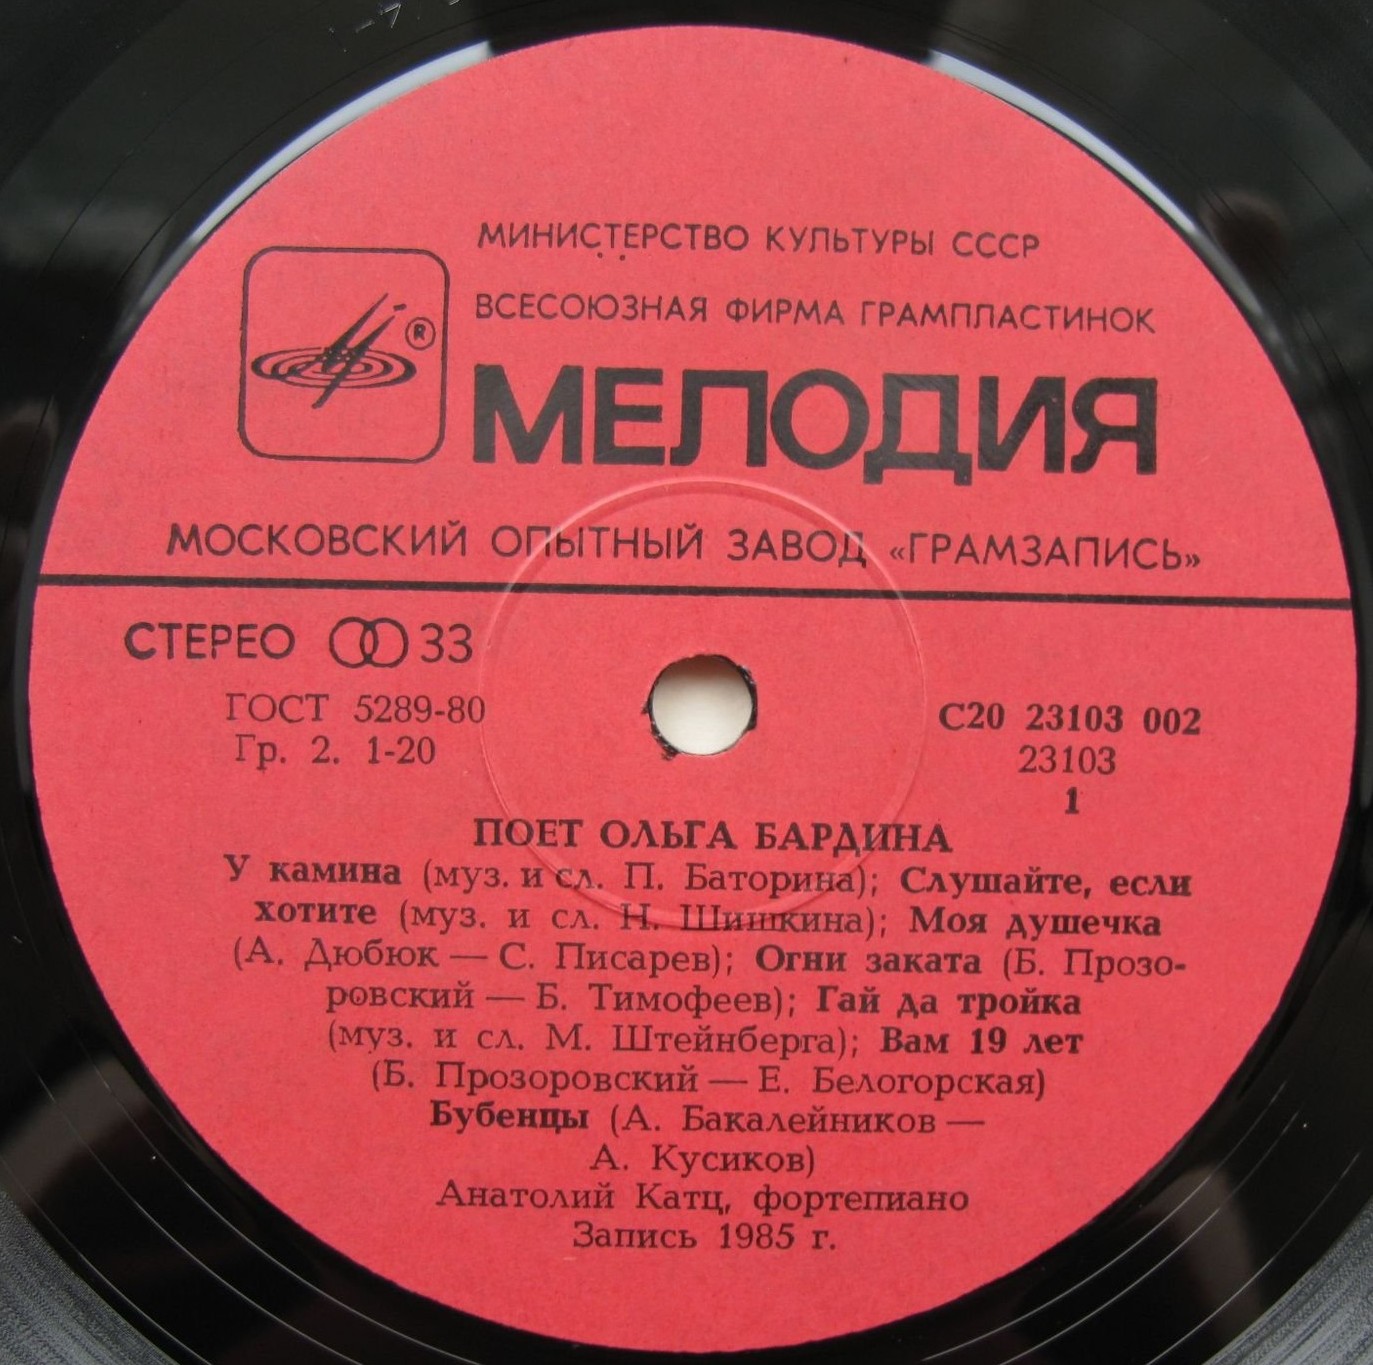 МИНИСТЕРСТВО КУЛЬТУРЫ СССР
ВСЕСОЮЗНАЯ ФИРМА ГРАМПЛАСТИНОК
®
МЕЛОДИЯ
МОСКОВСКИЙ ОПЫТНЫЙ ЗАВОД «ГРАМЗАПИСЬ»
СТЕРЕО 33
ГОСТ 5289-80
Гр. 2. 1-20
С20 23103 002
23103
1
ПОЕТ ОЛЬГА БАРДИНА
У камина (муз. и сл. П. Баторина); Слушайте, если
хотите (муз. и сл. Н. Шишкина); Моя душечка
(А. Дюбюк — С. Писарев); Огни заката (Б. Прозо-
ровский — Б. Тимофеев); Гай да тройка
(муз. и сл. М. Штейнберга); Вам 19 лет
(Б. Прозоровский — Е. Белогорская)
Бубенцы (А. Бакалейников —
А. Кусиков)
Анатолий Катц, фортепиано
Запись 1985 г.